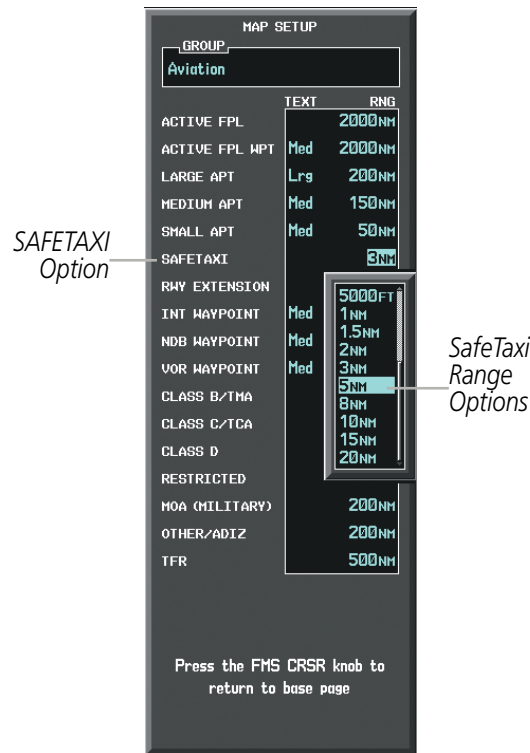 MAP SETUP
GROUP
Aviation
TEXT RNG
ACTIVE FPL 2000NM
ACTIVE FPL WPT Med 2000NM
LARGE APT Lrg 200NM
MEDIUM APT Med 150NM
SMALL APT Med 50NM
SAFETAXI 3NM
RWY EXTENSION
INT WAYPOINT Med
NDB WAYPOINT Med
VOR WAYPOINT Med
CLASS B/TMA
CLASS C/TCA
CLASS D
RESTRICTED
MOA (MILITARY) 200NM
OTHER/ADIZ 200NM
TFR 500NM
5000FT
1NM
1.5NM
2NM
3NM
5NM
8NM
10NM
15NM
20NM
Press the FMS CRSR knob to
return to base page
SAFETAXI
Option
SafeTaxi
Range
Options